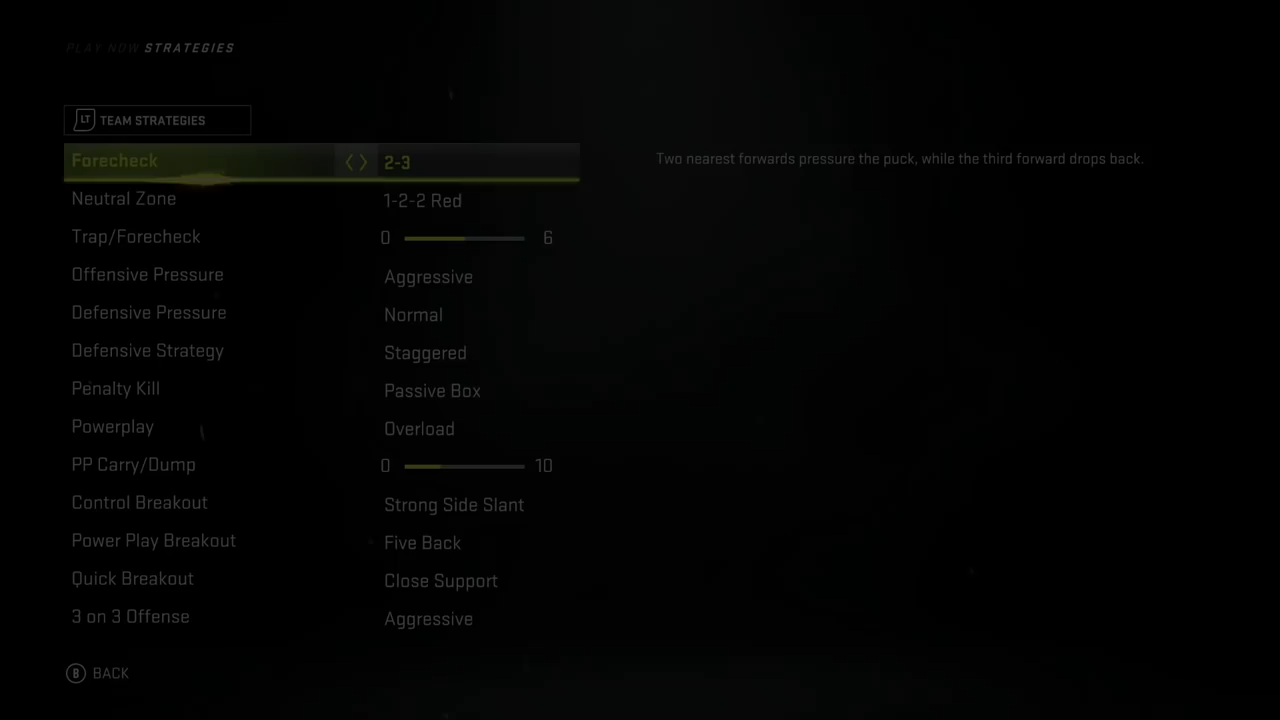 PLAY NOW STRATEGIES
LT TEAM STRATEGIES
Forecheck 2-3
Two nearest forwards pressure the puck, while the third forward drops back.
Neutral Zone 1-2-2 Red
Trap/Forecheck 0 6
Offensive Pressure Aggressive
Defensive Pressure Normal
Defensive Strategy Staggered
Penalty Kill Passive Box
Powerplay Overload
PP Carry/Dump 0 10
Control Breakout Strong Side Slant
Power Play Breakout Five Back
Quick Breakout Close Support
3 on 3 Offense Aggressive
B BACK